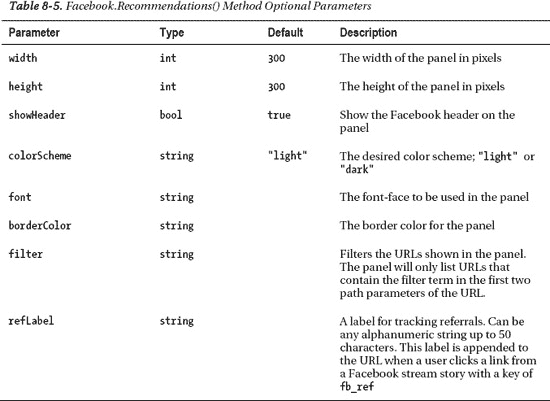 Table 8-5. Facebook.Recommendations() Method Optional Parameters
Parameter Type Default Description
width int 300 The width of the panel in pixels
height int 300 The height of the panel in pixels
showHeader bool true Show the Facebook header on the
panel
colorScheme string "light" The desired color scheme; "light" or
"dark"
font string The font-face to be used in the panel
borderColor string The border color for the panel
filter string Filters the URLs shown in the panel.
The panel will only list URLs that
contain the filter term in the first two
path parameters of the URL.
refLabel string A label for tracking referrals. Can be
any alphanumeric string up to 50
characters. This label is appended to
the URL when a user clicks a link from
a Facebook stream story with a key of
fb_ref